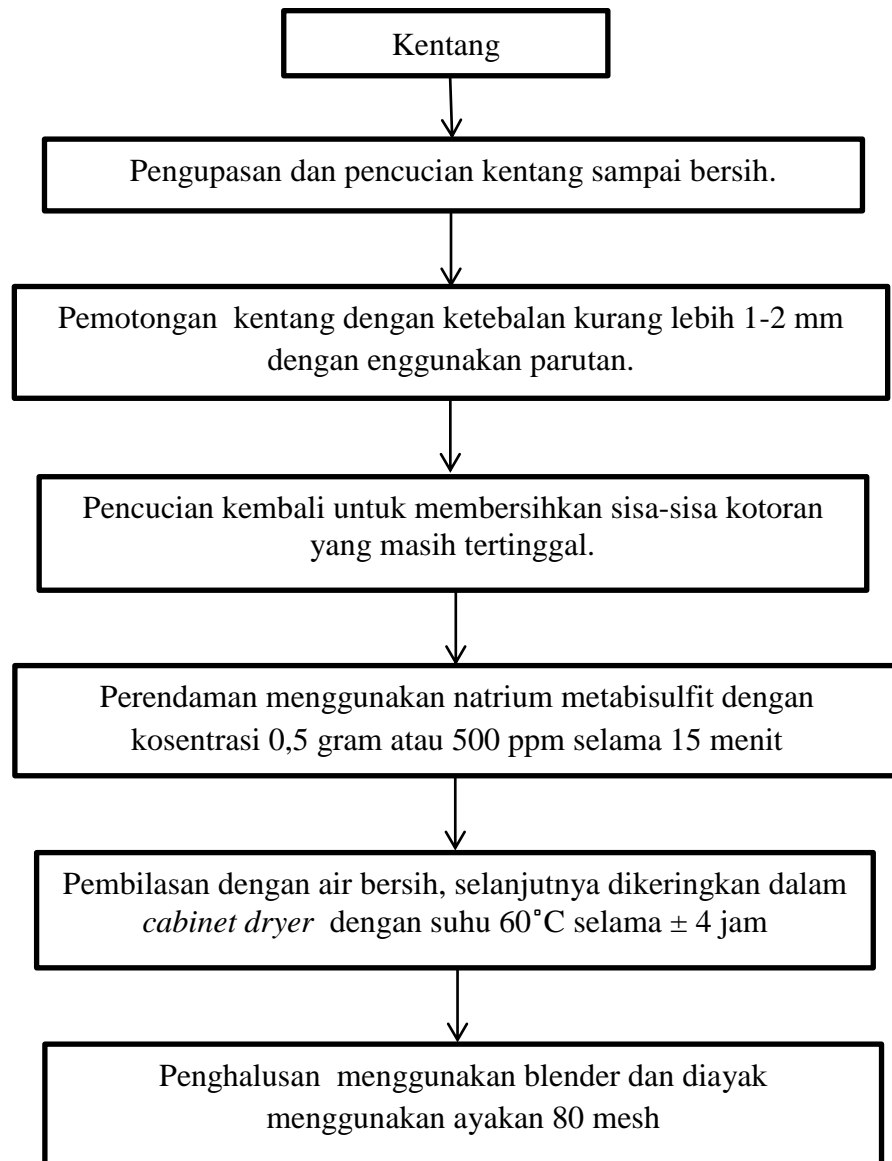 Kentang
Pengupasan dan pencucian kentang sampai bersih.
Pemotongan kentang dengan ketebalan kurang lebih 1-2 mm
dengan enggunakan parutan.
Pencucian kembali untuk membersihkan sisa-sisa kotoran
yang masih tertinggal.
Perendaman menggunakan natrium metabisulfit dengan
kosentrasi 0,5 gram atau 500 ppm selama 15 menit
Pembilasan dengan air bersih, selanjutnya dikeringkan dalam
cabinet dryer dengan suhu 60˚C selama ± 4 jam
Penghalusan menggunakan blender dan diayak
menggunakan ayakan 80 mesh